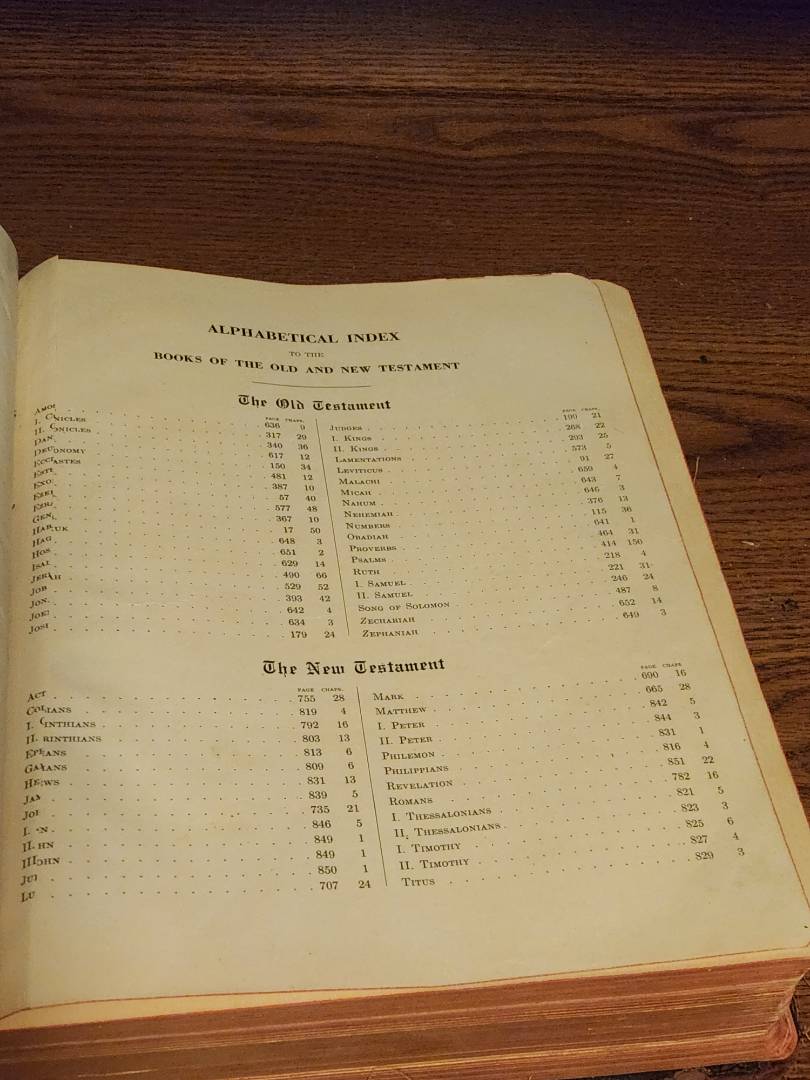 ALPHABETICAL INDEX
TO THE
BOOKS OF THE OLD AND NEW TESTAMENT
The Old Testament
PAGE CHAPS.
636 9
I. 317 29
II. 340 36
617 12
150 34
481 12
387 10
57 40
577 48
367 10
17 50
648 3
651 2
629 14
490 66
529 52
JOB 393 42
642 4
634 3
179 24
PAGE CHAPS.
JUDGES 199 21
I. KINGS 268 22
II. KINGS 293 25
LAMENTATIONS 573 5
LEVITICUS 91 27
MALACHI 659 4
MICAH 643 7
NAHUM 646 3
NEHEMIAH 376 13
NUMBERS 115 36
OBADIAH 641 1
PROVERBS 464 31
PSALMS 414 150
RUTH 218 4
I. SAMUEL 221 31
II. SAMUEL 246 24
SONG OF SOLOMON 487 8
ZECHARIAH 652 14
ZEPHANIAH 649 3
The New Testament
PAGE CHAPS.
755 28
819 4
I. 792 16
II. 803 13
813 6
809 6
831 13
839 5
735 21
I. 846 5
849 1
849 1
850 1
707 24
PAGE CHAPS
MARK 690 16
MATTHEW 665 28
I. PETER 842 5
II. PETER 844 3
PHILEMON 831 1
PHILIPPIANS 816 4
REVELATION 851 22
ROMANS 782 16
I. THESSALONIANS 821 5
II. THESSALONIANS 823 3
I. TIMOTHY 825 6
II. TIMOTHY 827 4
TITUS 829 3